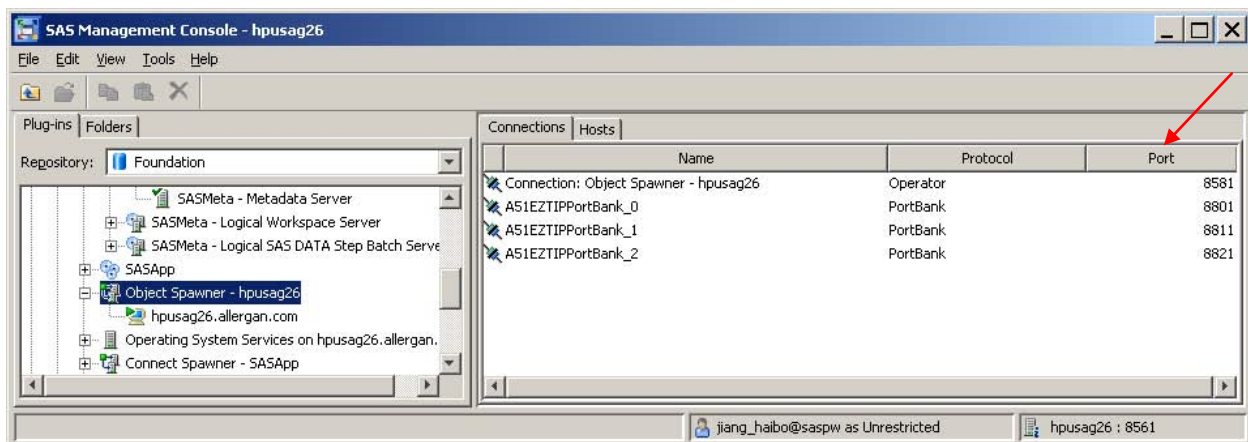 SAS Management Console - hpusag26
File Edit View Tools Help
Plug-ins Folders
Repository: Foundation
SASMeta - Metadata Server
SASMeta - Logical Workspace Server
SASMeta - Logical SAS DATA Step Batch Serve
SASApp
Object Spawner - hpusag26
hpusag26.allergan.com
Operating System Services on hpusag26.allergan.
Connect Spawner - SASApp
Connections Hosts
Name Protocol Port
Connection: Object Spawner - hpusag26 Operator 8581
A51EZTIPPortBank_0 PortBank 8801
A51EZTIPPortBank_1 PortBank 8811
A51EZTIPPortBank_2 PortBank 8821
jiang_haibo@saspw as Unrestricted hpusag26 : 8561